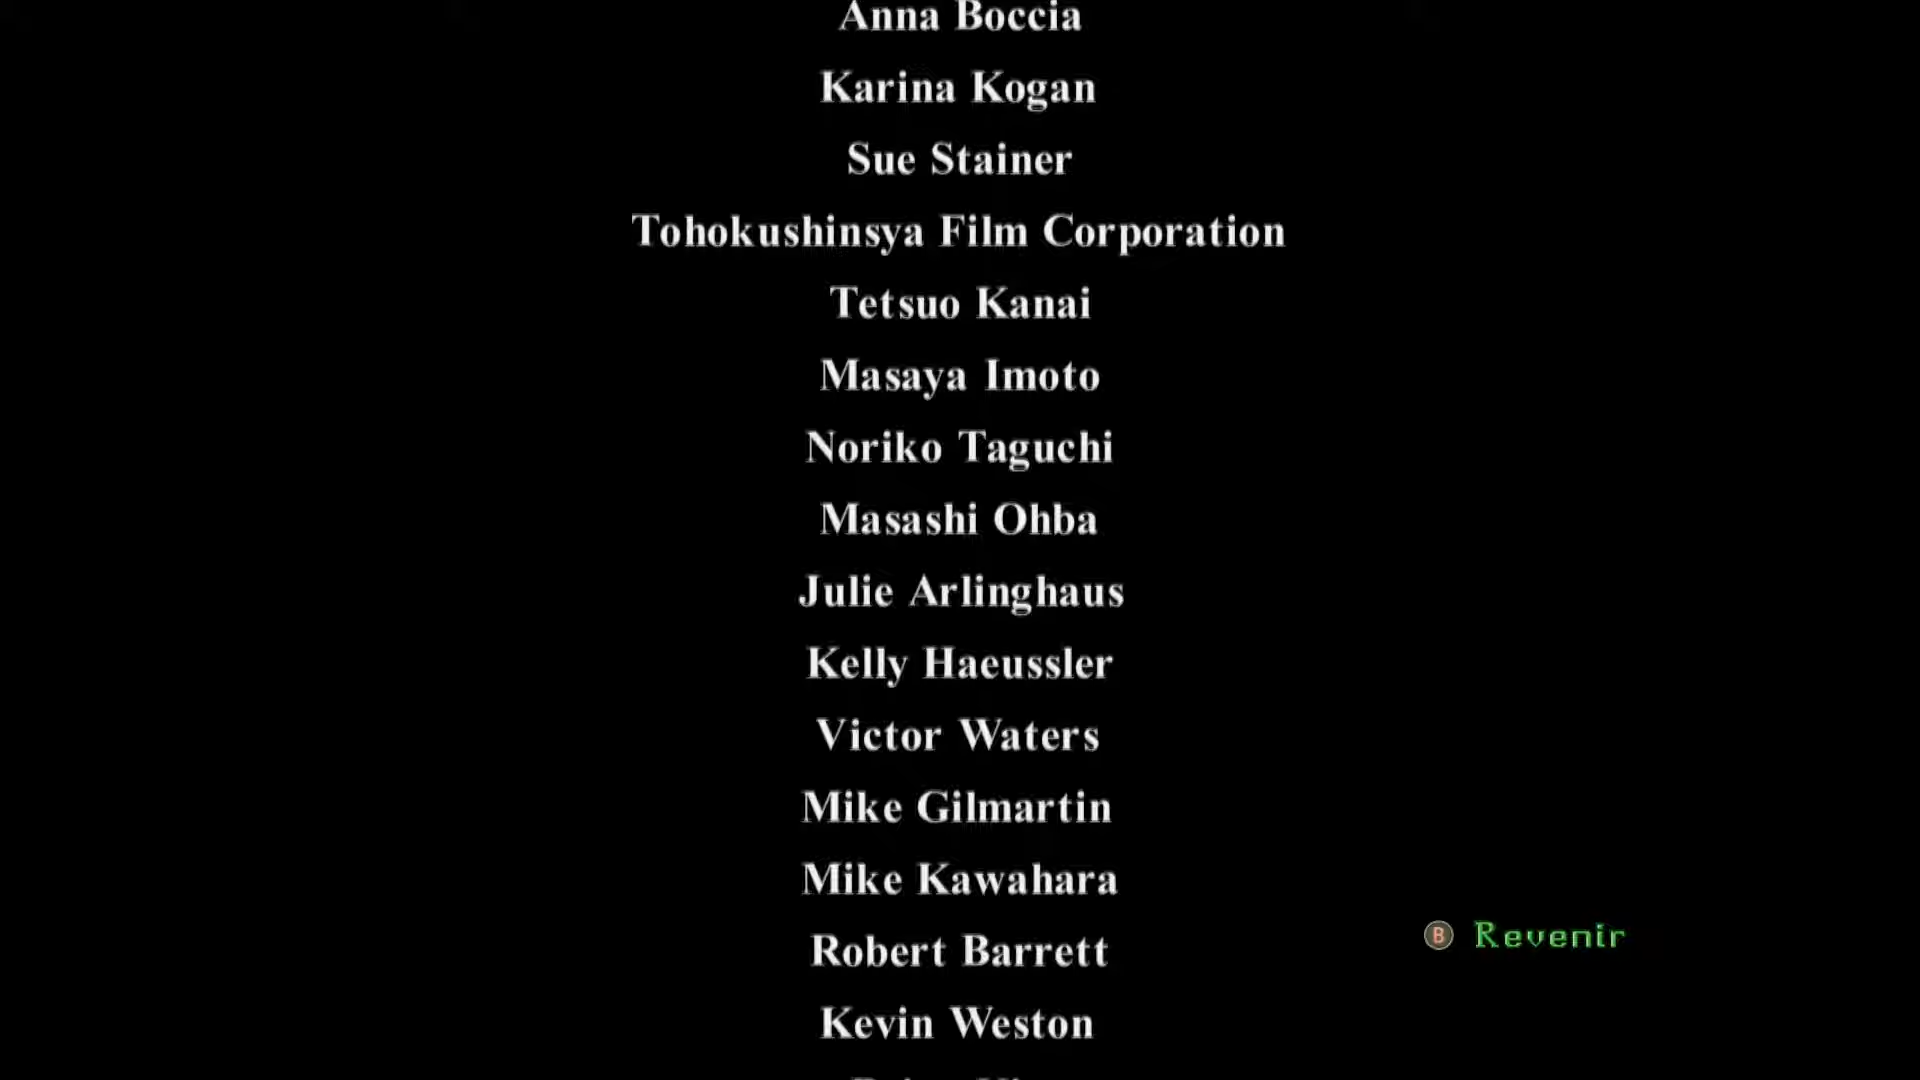 Anna Boccia
Karina Kogan
Sue Stainer
Tohokushinsya Film Corporation
Tetsuo Kanai
Masaya Imoto
Noriko Taguchi
Masashi Ohba
Julie Arlinghaus
Kelly Haeussler
Victor Waters
Mike Gilmartin
Mike Kawahara
Robert Barrett
B Revenir
Kevin Weston